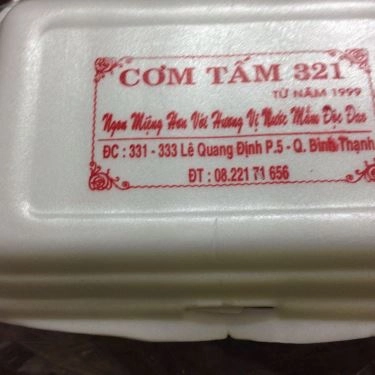 CƠM TẤM 321
TỪ NĂM 1999
Ngon Miệng Hơn Với Hương Vị Nước Mắm Độc Đáo
ĐC : 331 - 333 Lê Quang Định P.5 - Q. Bình Thạnh
ĐT : 08.221 71 656